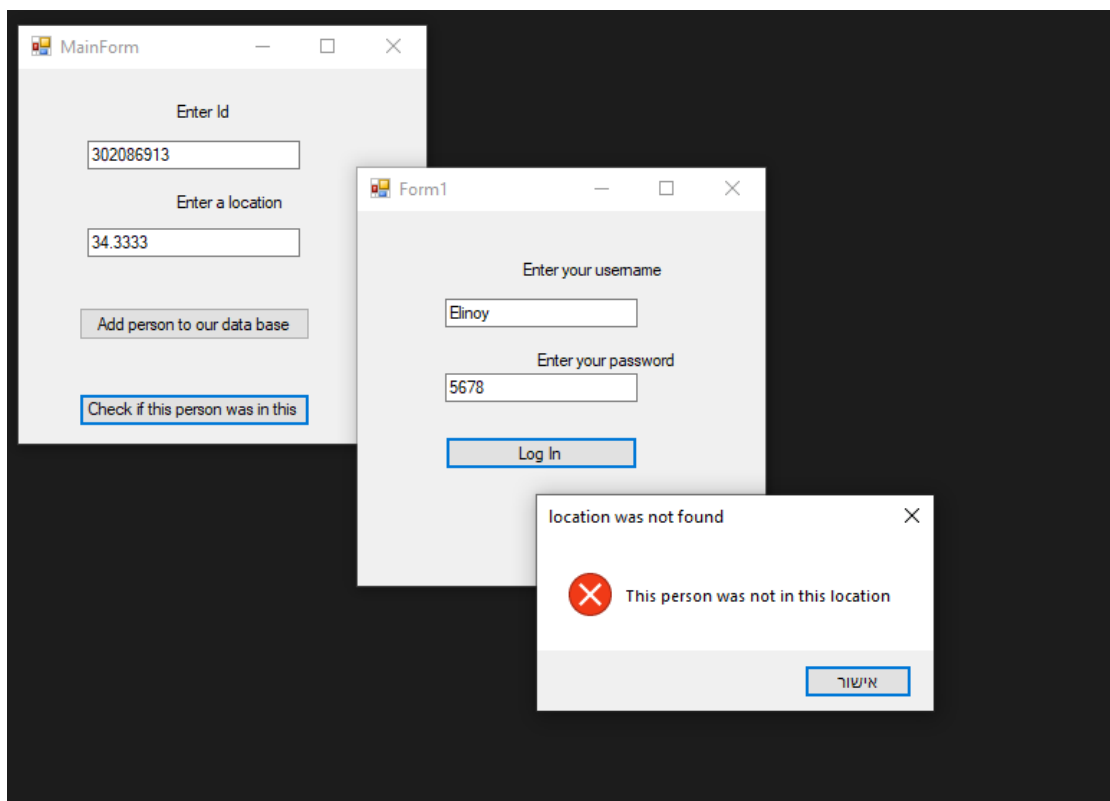 MainForm
Enter Id
302086913
Enter a location
34.3333
Add person to our data base
Check if this person was in this
Form1
Enter your username
Elinoy
Enter your password
5678
Log In
location was not found
This person was not in this location
אישור